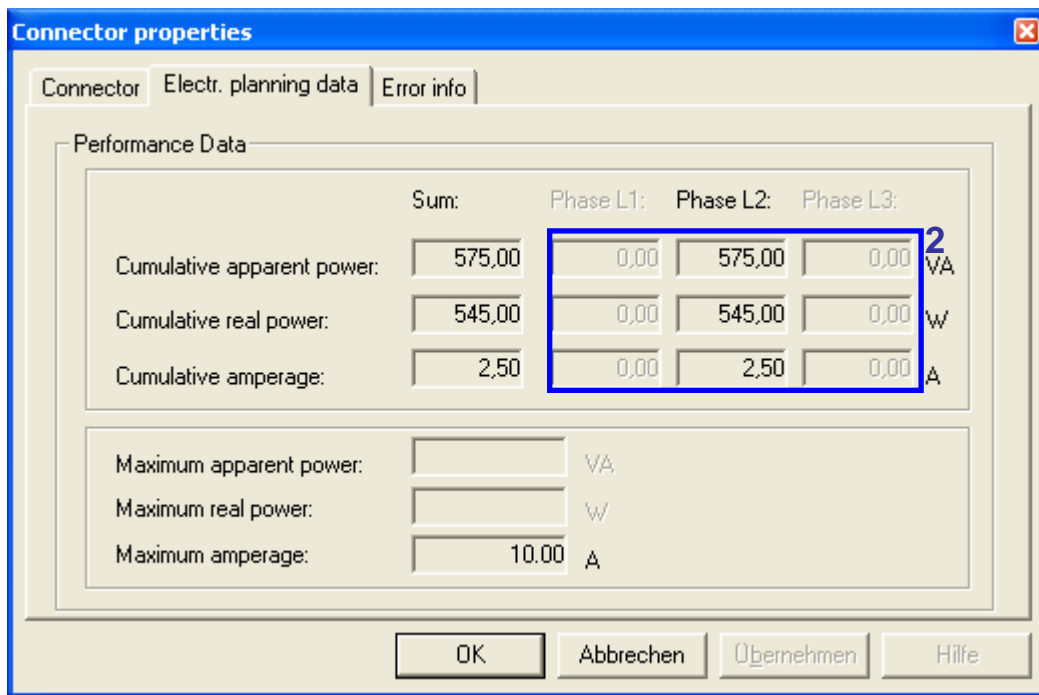 Connector properties
Connector Electr. planning data Error info
Performance Data
Sum: Phase L1: Phase L2: Phase L3:
2
Cumulative apparent power: 575,00 0,00 575,00 0,00 VA
Cumulative real power: 545,00 0,00 545,00 0,00 W
Cumulative amperage: 2,50 0,00 2,50 0,00 A
Maximum apparent power: VA
Maximum real power: W
Maximum amperage: 10.00 A
OK Abbrechen Übernehmen Hilfe